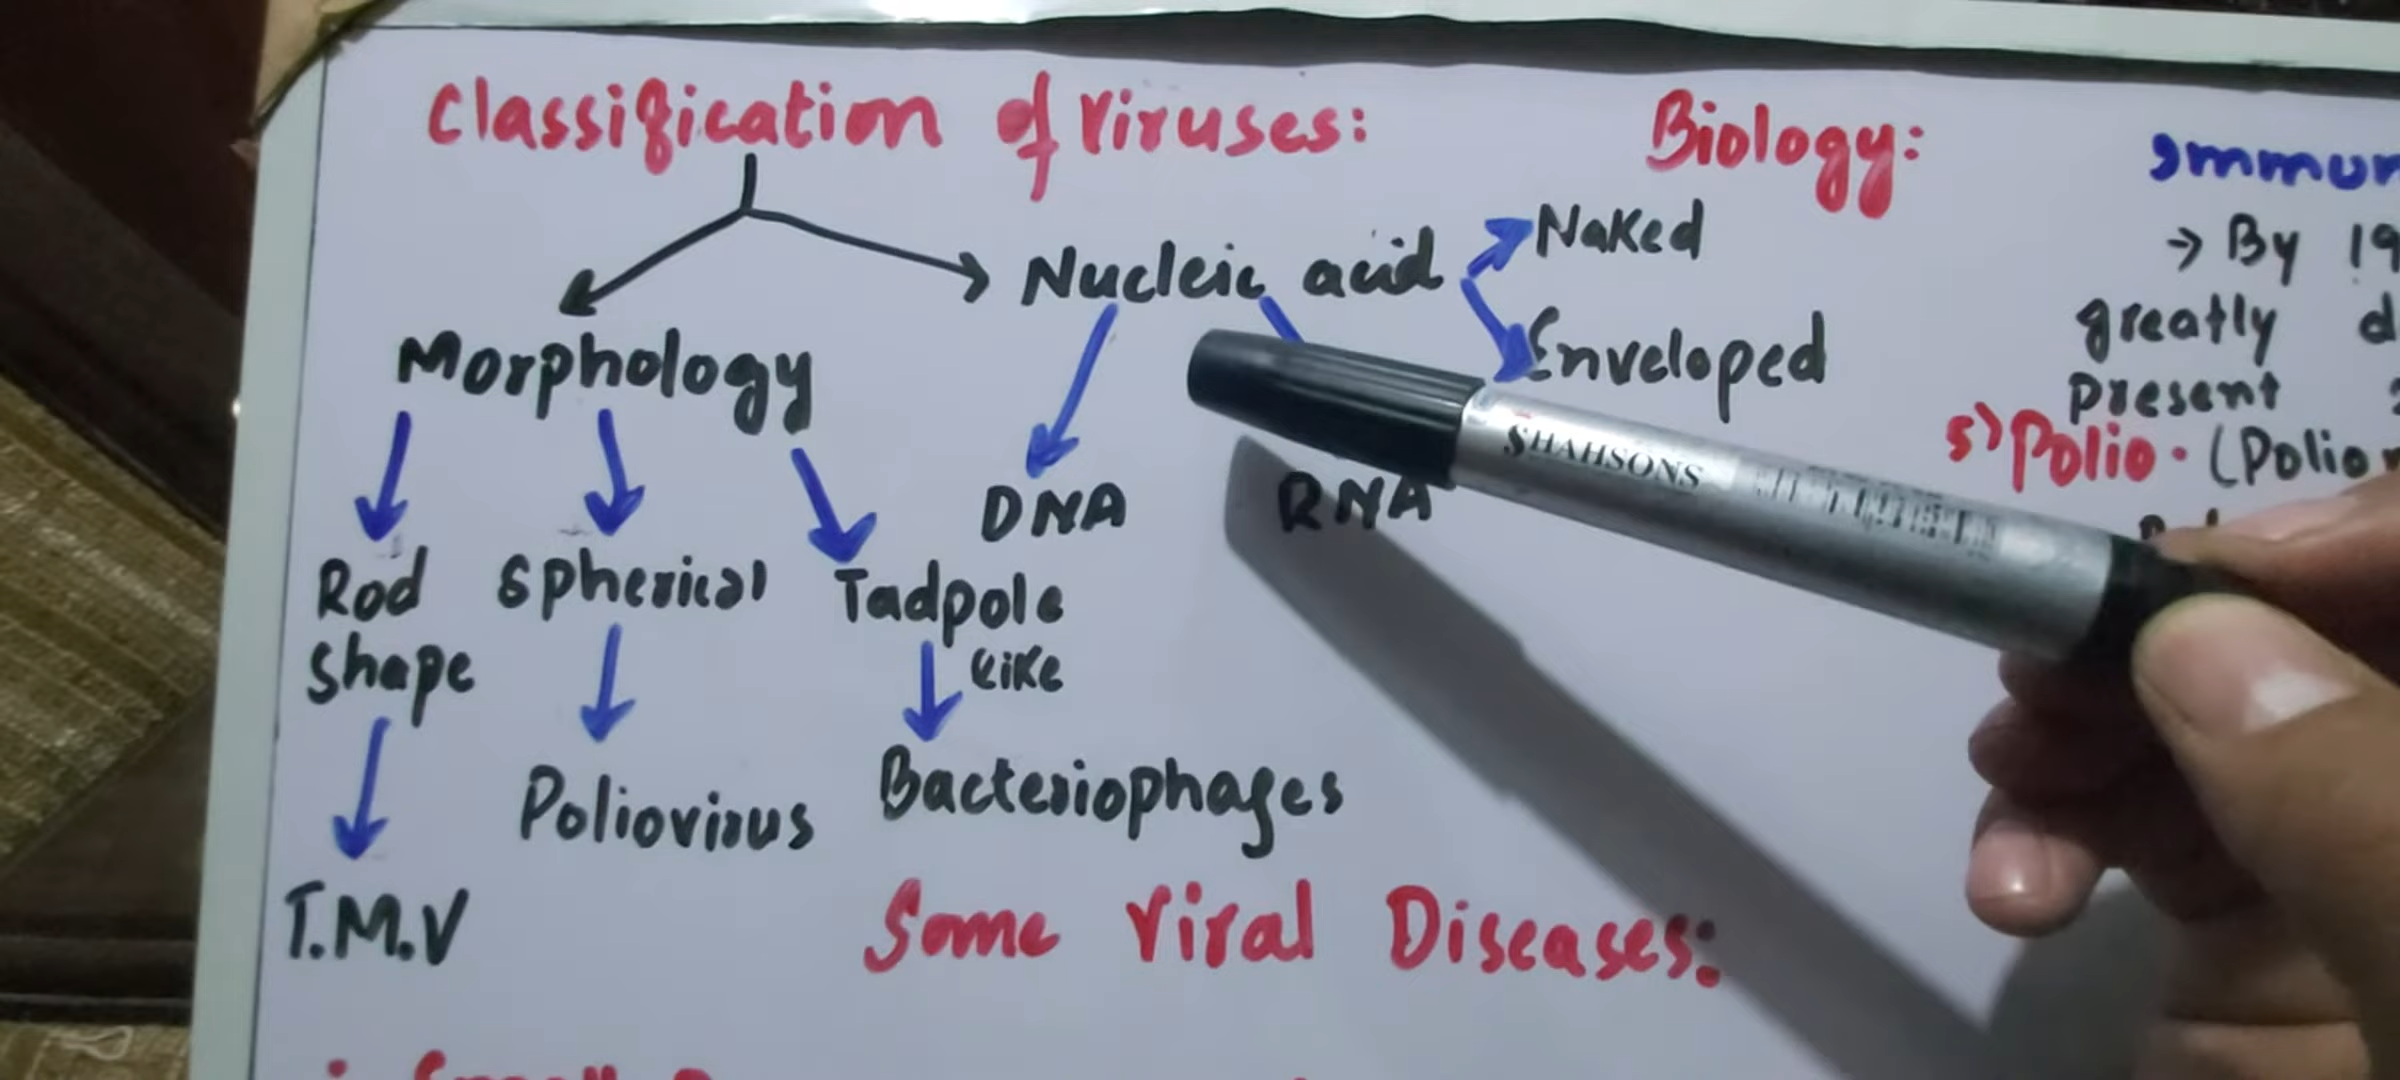 Classification of Viruses:
Biology:
Nucleic acid
Naked
Enveloped
Morphology
DNA
RNA
Rod
shape
Spherical
Tadpole
like
T.M.V
Poliovirus
Bacteriophages
Some Viral Diseases:
→ By 19
greatly d
present
5) Polio. (Polio
SHAHSONS